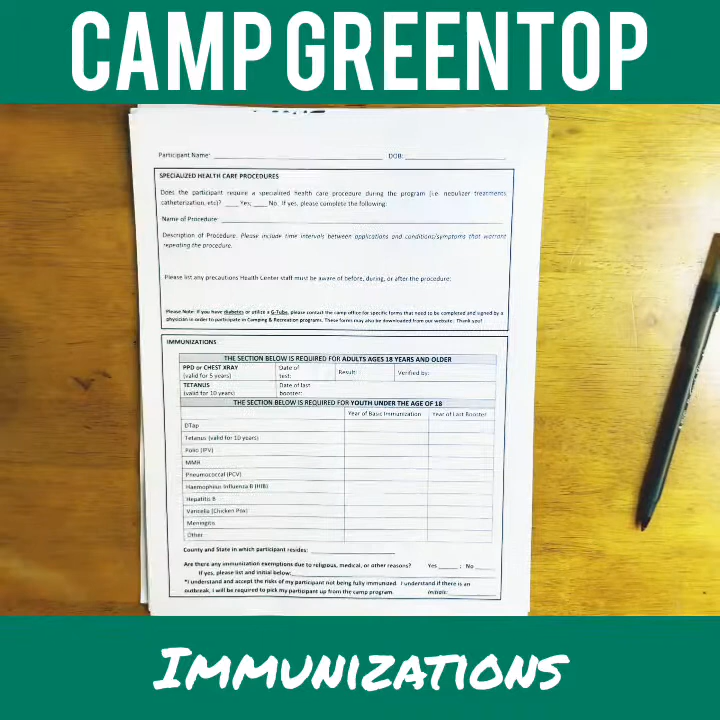 CAMP GREENTOP
Participant Name: DOB:
SPECIALIZED HEALTH CARE PROCEDURES
Does the participant require a specialized health care procedure during the program (i.e. nebulizer treatments,
catheterization, etc)? ____ Yes; ____ No. If yes, please complete the following:
Name of Procedure:
Description of Procedure. Please include time intervals between applications and conditions/symptoms that warrant
repeating the procedure.
Please list any precautions Health Center staff must be aware of before, during, or after the procedure:
Please Note: If you have diabetes or utilize a G-Tube, please contact the camp office for specific forms that need to be completed and signed by a
physician in order to participate in Camping & Recreation programs. These forms may also be downloaded from our website. Thank you!
IMMUNIZATIONS
THE SECTION BELOW IS REQUIRED FOR ADULTS AGES 18 YEARS AND OLDER
PPD or CHEST XRAY Date of Result: Verified by:
(valid for 5 years) test:
TETANUS Date of last
(valid for 10 years) booster:
THE SECTION BELOW IS REQUIRED FOR YOUTH UNDER THE AGE OF 18
Year of Basic Immunization Year of Last Booster
DTap
Tetanus (valid for 10 years)
Polio (IPV)
MMR
Pneumococcal (PCV)
Haemophilus Influenza B (HIB)
Hepatitis B
Varicella (Chicken Pox)
Meningitis
Other
County and State in which participant resides:
Are there any immunization exemptions due to religious, medical, or other reasons? Yes ____; No ____
If yes, please list and initial below:
*I understand and accept the risks of my participant not being fully immunized. I understand if there is an
outbreak, I will be required to pick my participant up from the camp program. Initials:
IMMUNIZATIONS